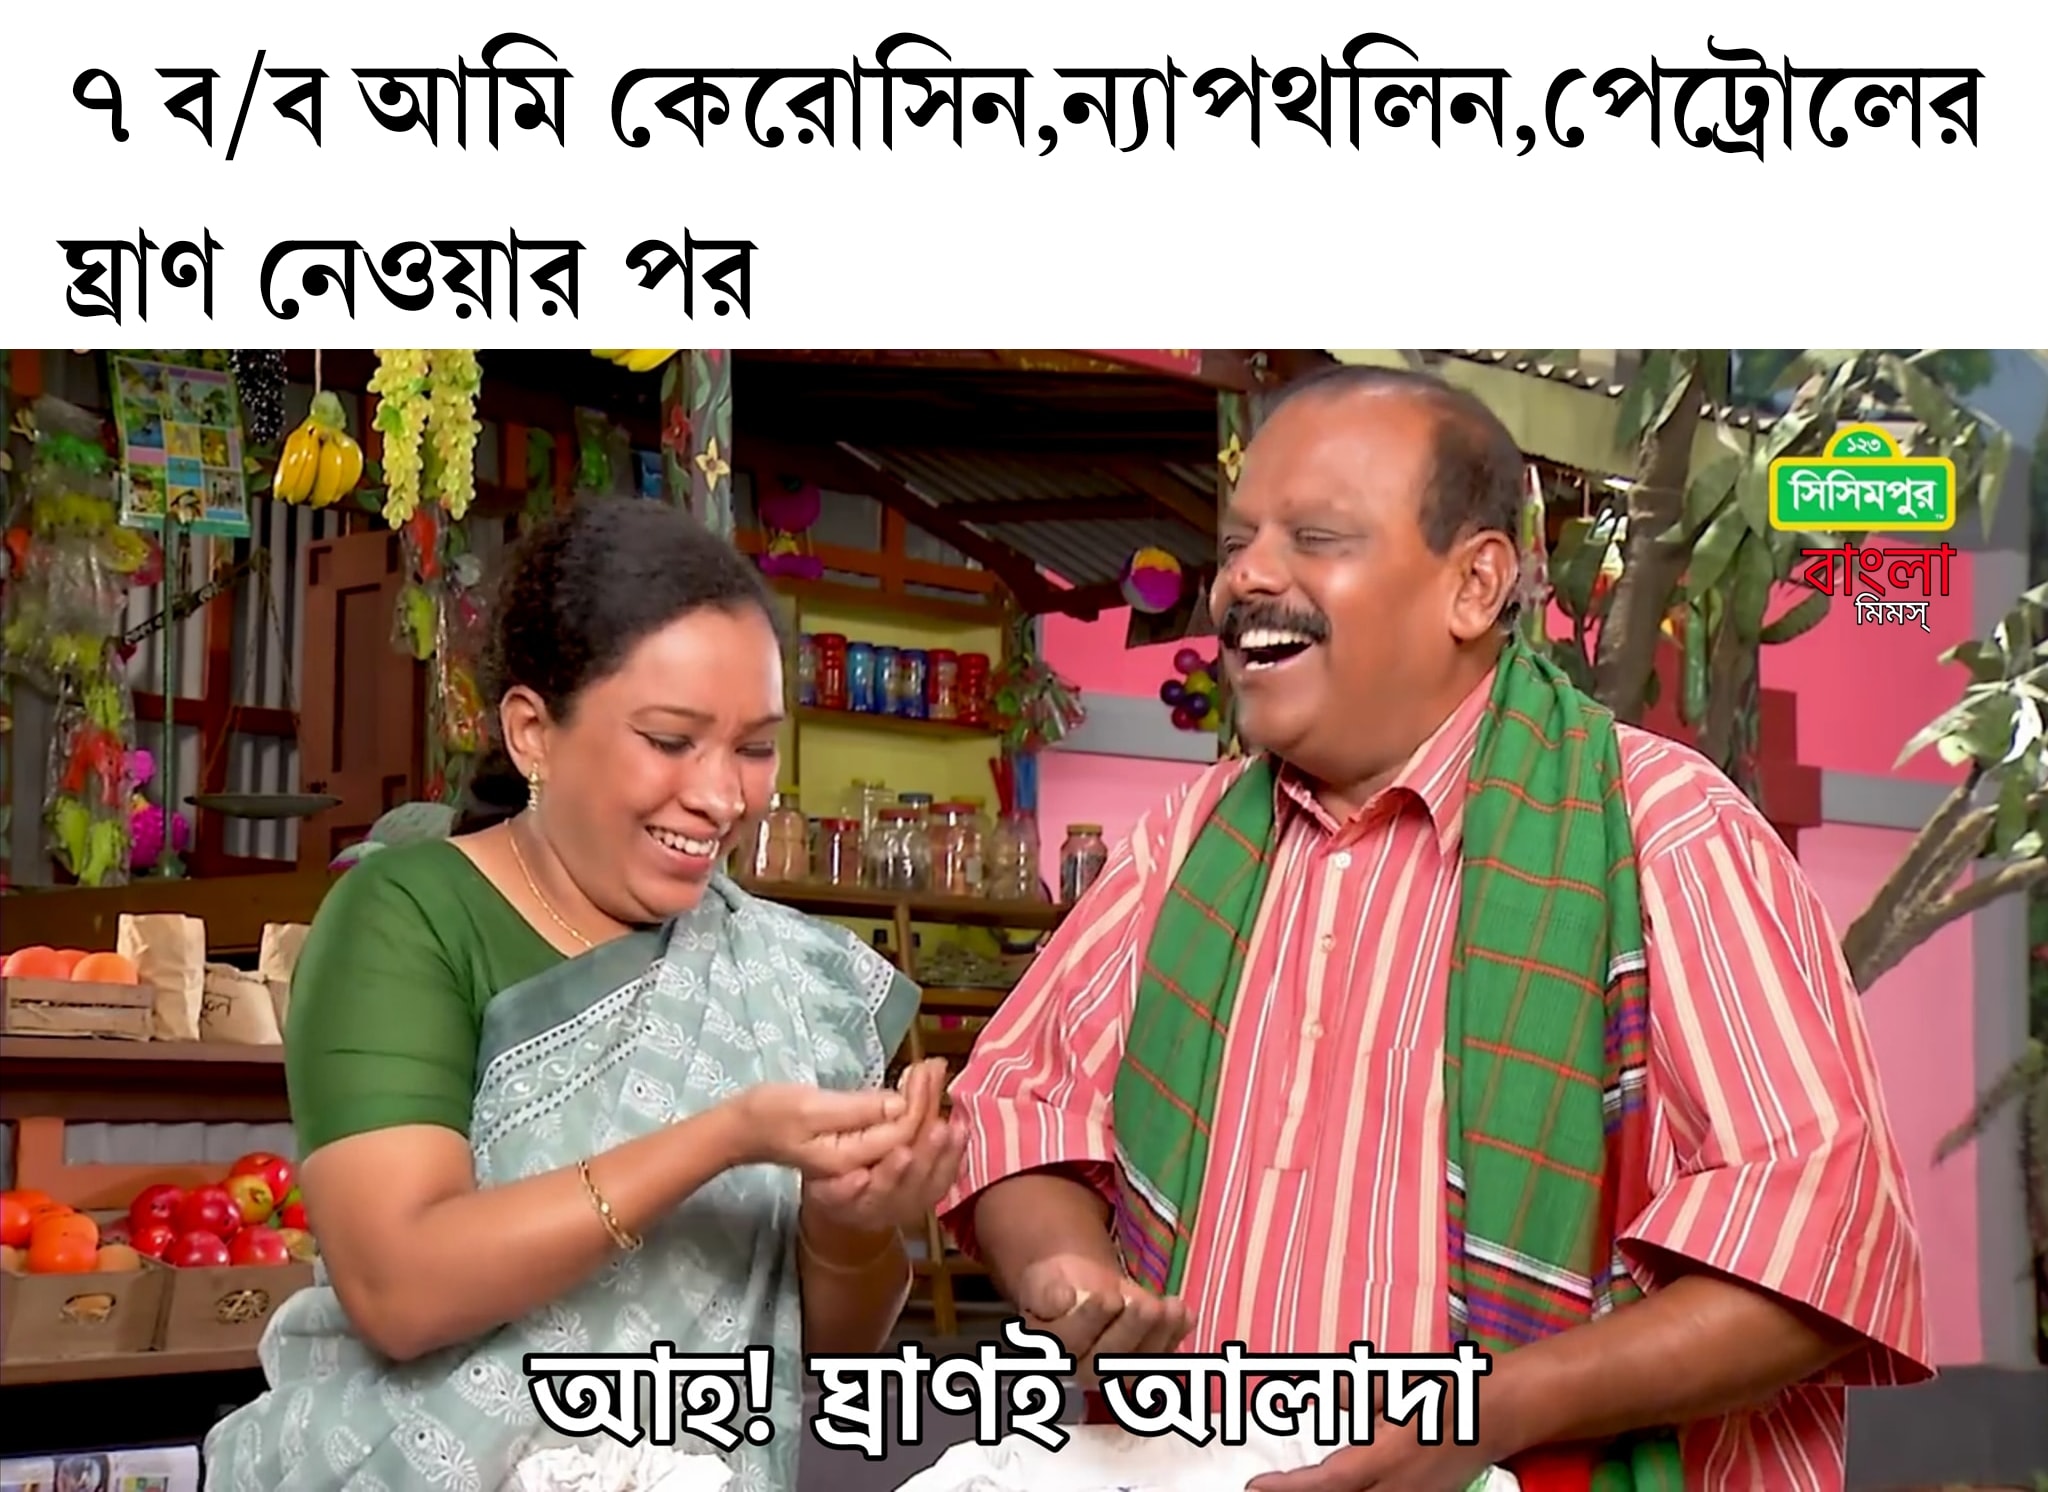 ৭ ব/ব আমি কেরোসিন,ন্যাপথলিন,পেট্রোলের
ঘ্রাণ নেওয়ার পর
১২৩
সিসিমপুর
বাংলা
মিমস্
আহ! ঘ্রাণই আলাদা